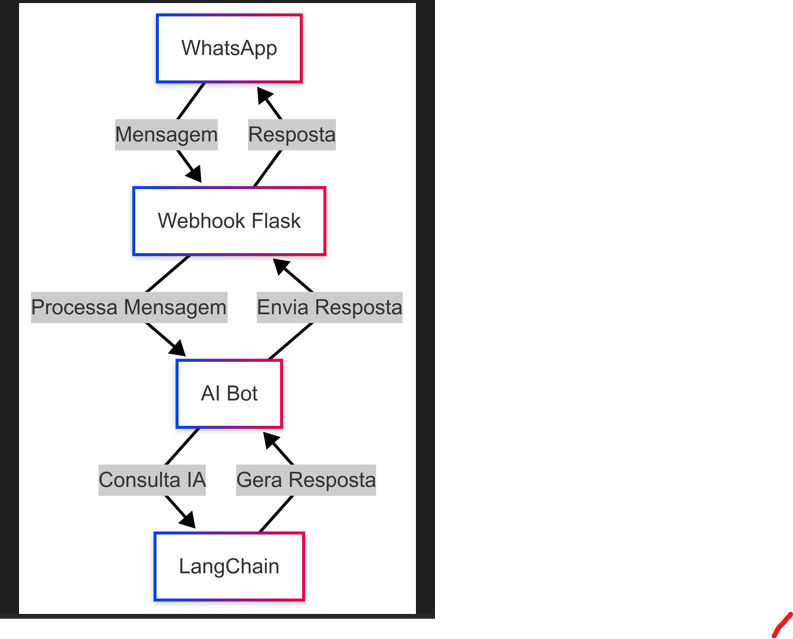 WhatsApp
Mensagem
Resposta
Webhook Flask
Processa Mensagem
Envia Resposta
AI Bot
Consulta IA
Gera Resposta
LangChain